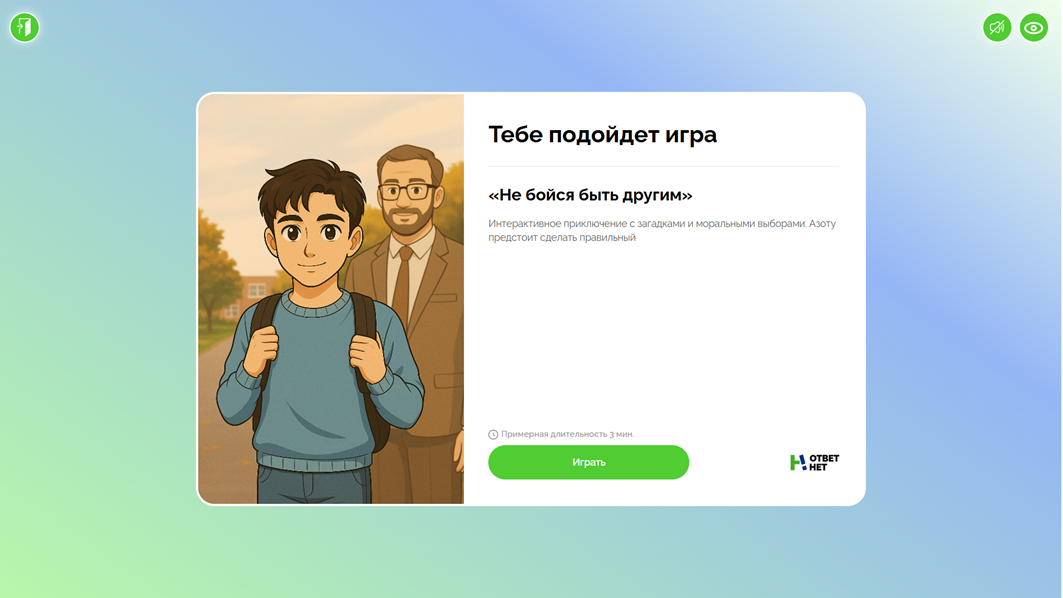 Тебе подойдет игра
«Не бойся быть другим»
Интерактивное приключение с загадками и моральными выборами. Азоту
предстоит сделать правильный
Примерная длительность 3 мин.
Играть
ОТВЕТ
НЕТ